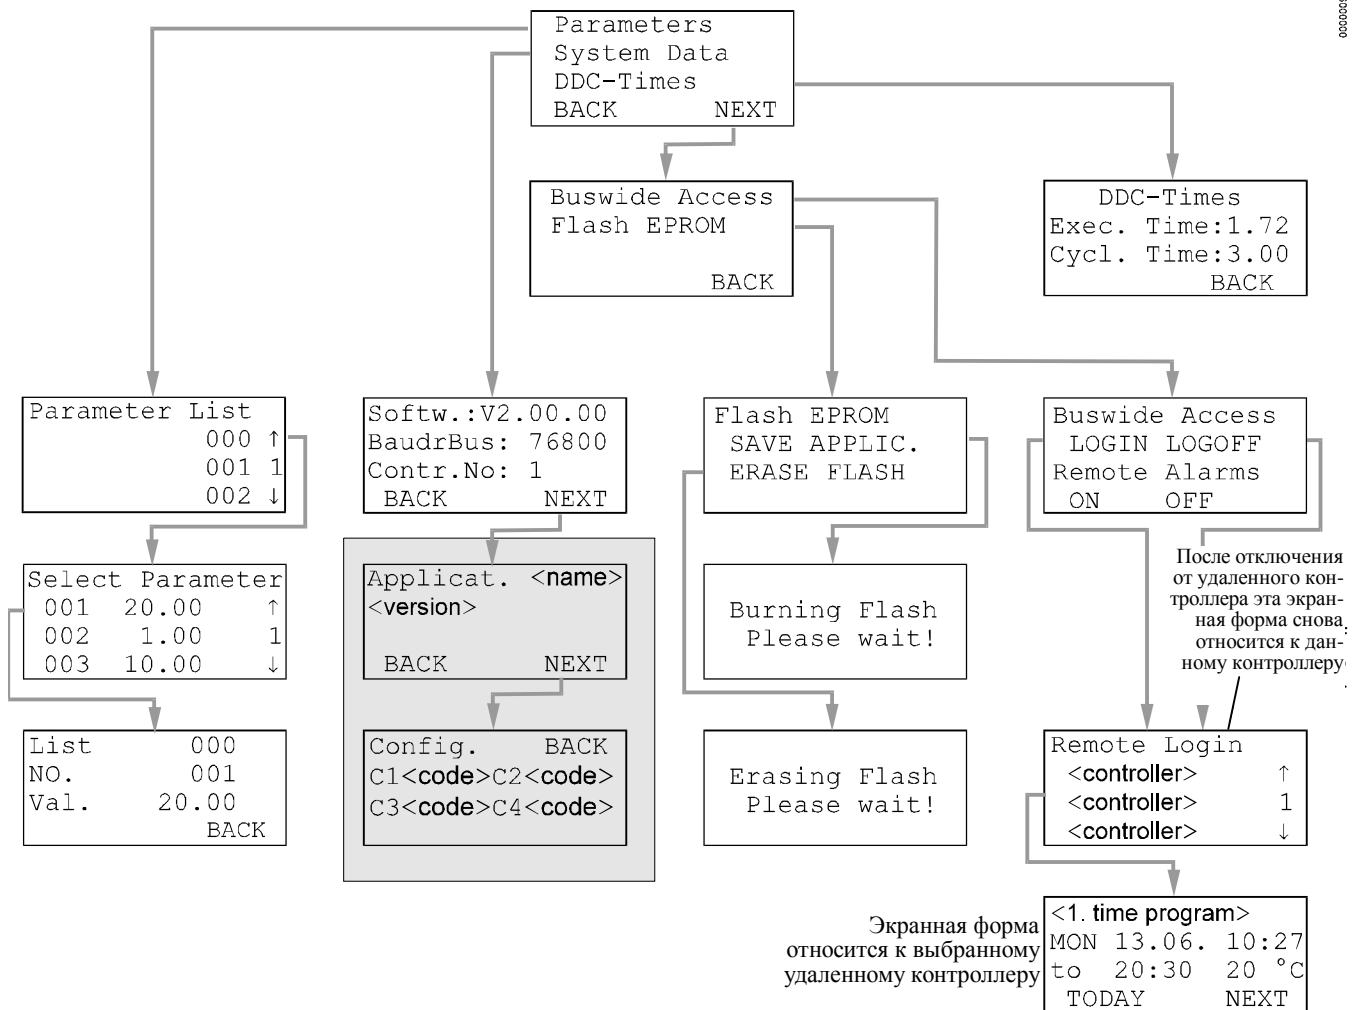 Parameters
System Data
DDC-Times
BACK NEXT
Buswide Access
Flash EPROM
BACK
DDC-Times
Exec. Time:1.72
Cycl. Time:3.00
BACK
Parameter List
000 ↑
001 1
002 ↓
Softw.:V2.00.00
BaudrBus: 76800
Contr.No: 1
BACK NEXT
Flash EPROM
SAVE APPLIC.
ERASE FLASH
Buswide Access
LOGIN LOGOFF
Remote Alarms
ON OFF
Select Parameter
001 20.00 ↑
002 1.00 1
003 10.00 ↓
Applicat. <name>
<version>
BACK NEXT
Burning Flash
Please wait!
После отключения
от удаленного кон-
троллера эта экран-
ная форма снова
относится к дан-
ному контроллеру
List 000
NO. 001
Val. 20.00
BACK
Config. BACK
C1<code>C2<code>
C3<code>C4<code>
Erasing Flash
Please wait!
Remote Login
<controller> ↑
<controller> 1
<controller> ↓
Экранная форма
относится к выбранному
удаленному контроллеру
<1. time program>
MON 13.06. 10:27
to 20:30 20 °C
TODAY NEXT